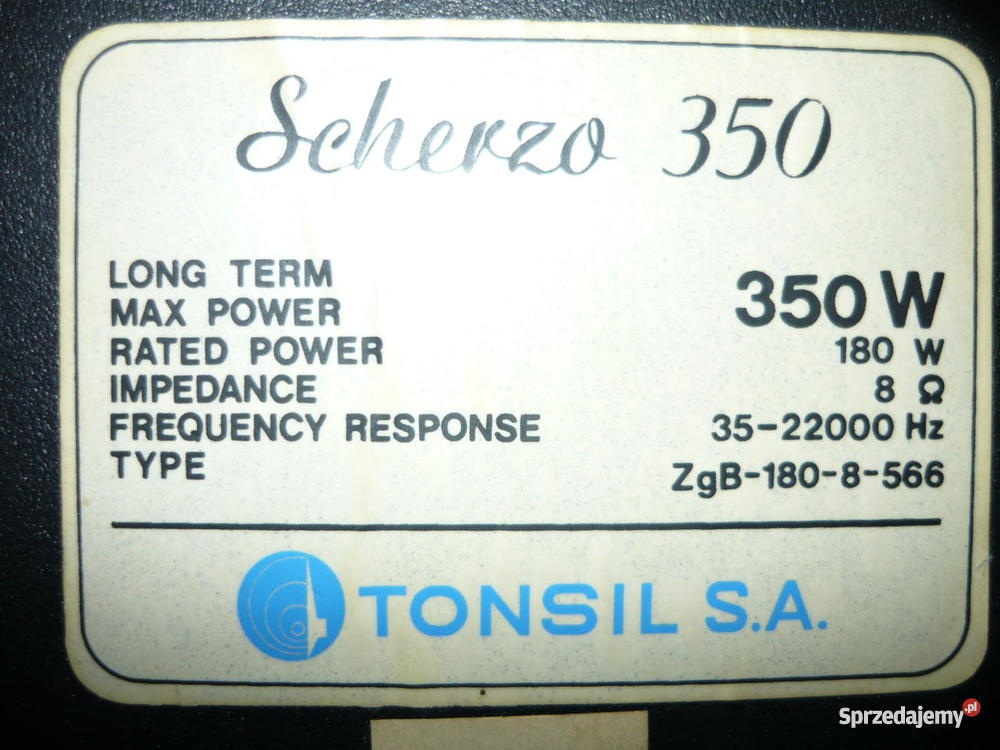 Scherzo 350
LONG TERM
MAX POWER 350 W
RATED POWER 180 W
IMPEDANCE 8 Ω
FREQUENCY RESPONSE 35-22000 Hz
TYPE ZgB-180-8-566
TONSIL S.A.
Sprzedajemy.pl